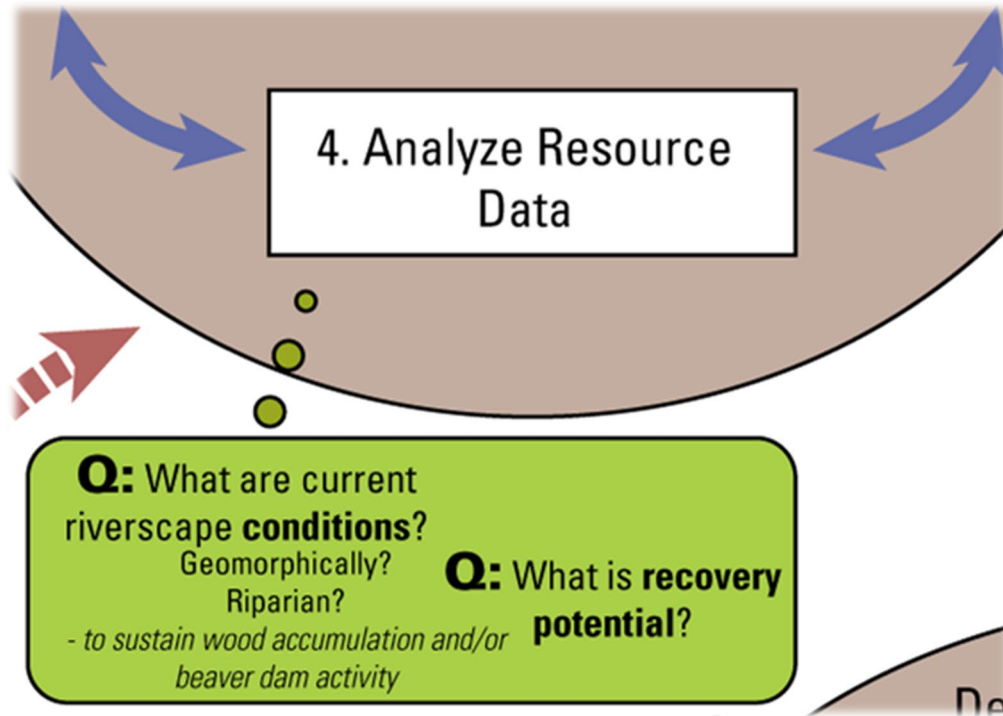 4. Analyze Resource
Data
Q: What are current
riverscape conditions?
Geomorphically?
Riparian?
- to sustain wood accumulation and/or
beaver dam activity
Q: What is recovery
potential?